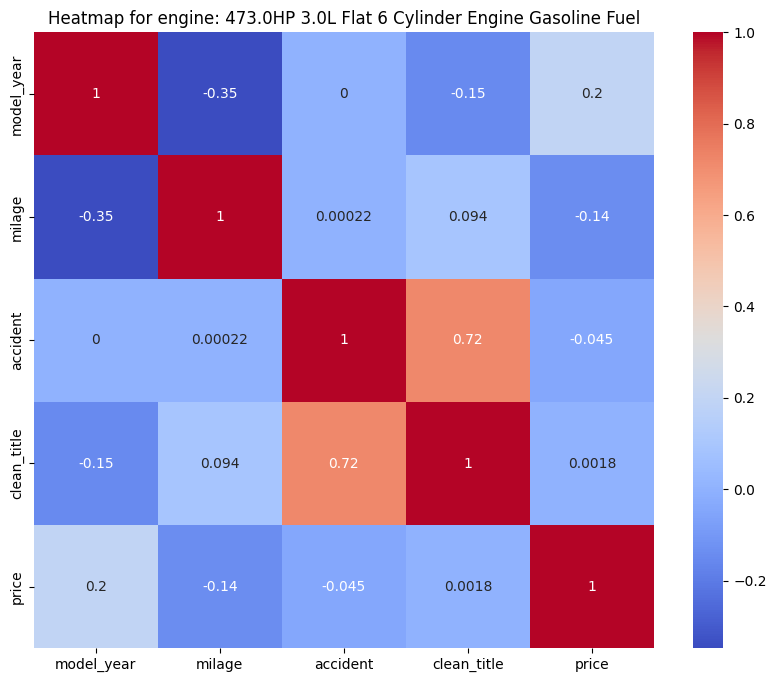 Heatmap for engine: 473.0HP 3.0L Flat 6 Cylinder Engine Gasoline Fuel
model_year
1
-0.35
0
-0.15
0.2
milage
-0.35
1
0.00022
0.094
-0.14
accident
0
0.00022
1
0.72
-0.045
clean_title
-0.15
0.094
0.72
1
0.0018
price
0.2
-0.14
-0.045
0.0018
1
model_year
milage
accident
clean_title
price
1.0
0.8
0.6
0.4
0.2
0.0
−0.2